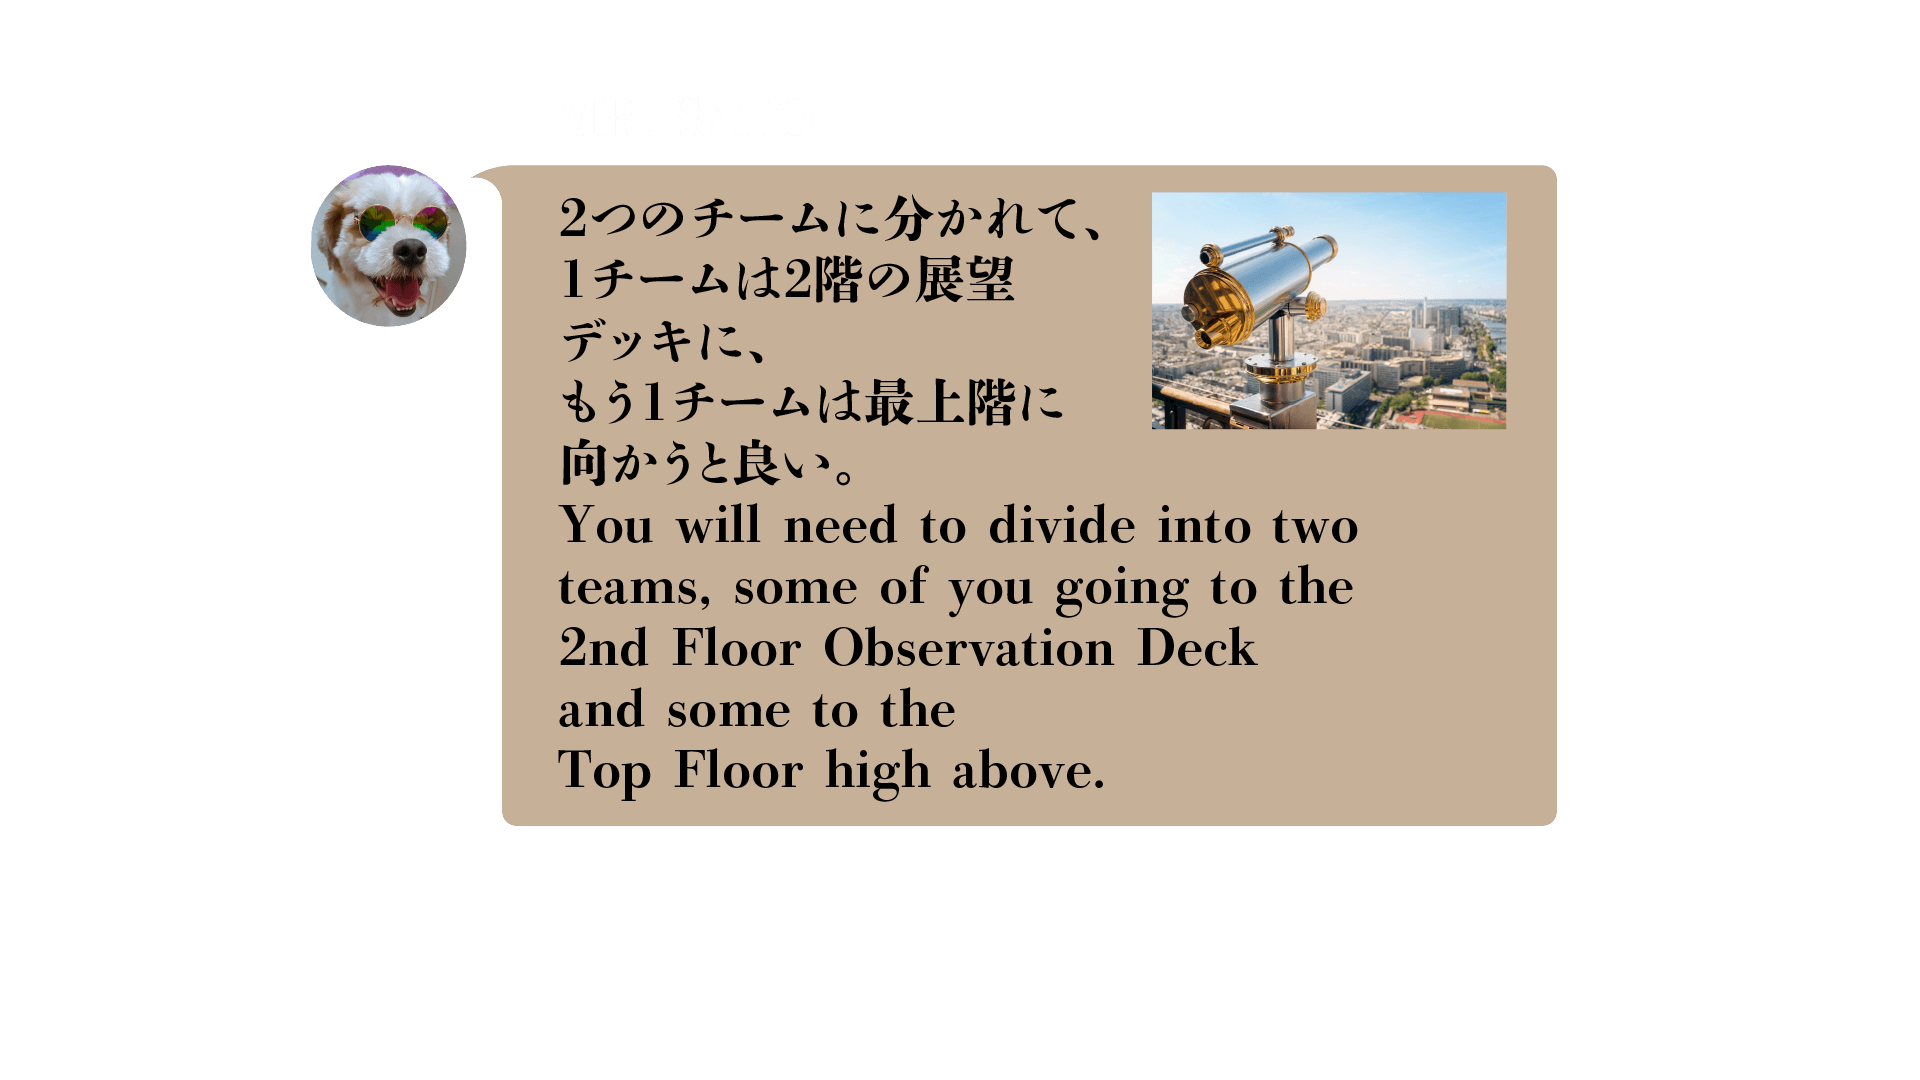 2つのチームに分かれて、
1チームは2階の展望
デッキに、
もう1チームは最上階に
向かうと良い。
You will need to divide into two
teams, some of you going to the
2nd Floor Observation Deck
and some to the
Top Floor high above.